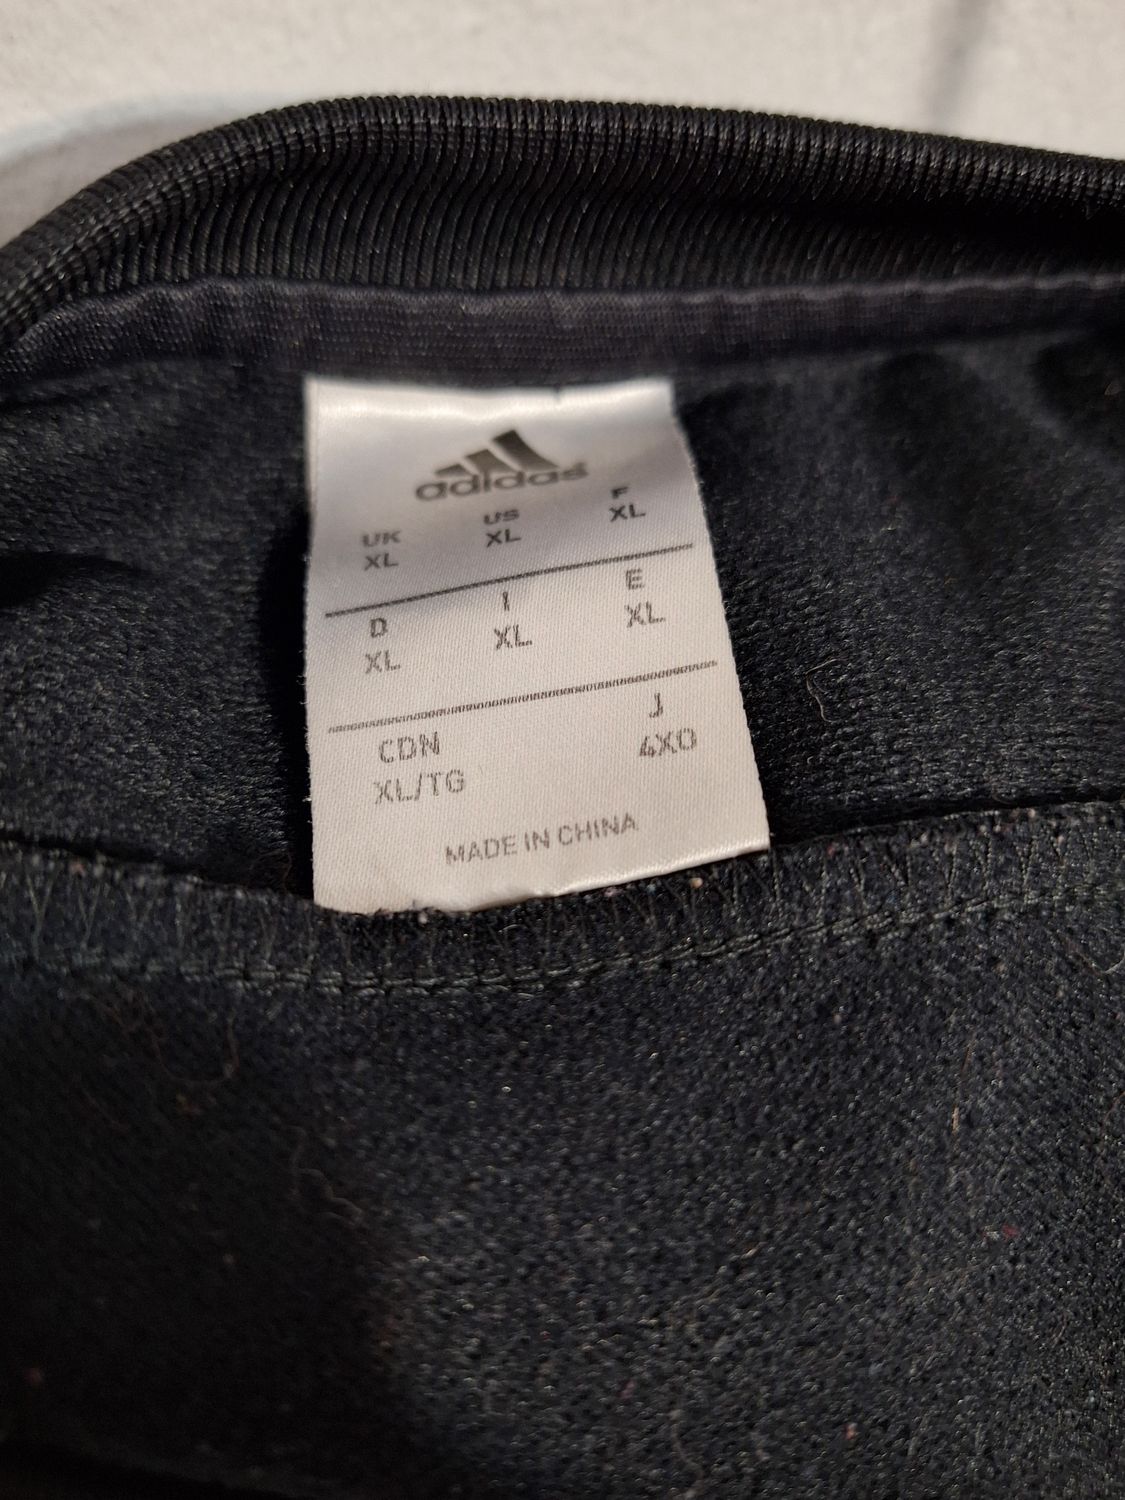 adidas
UK US F
XL XL XL
D I E
XL XL XL
CDN J
XL/TG 4XO
MADE IN CHINA